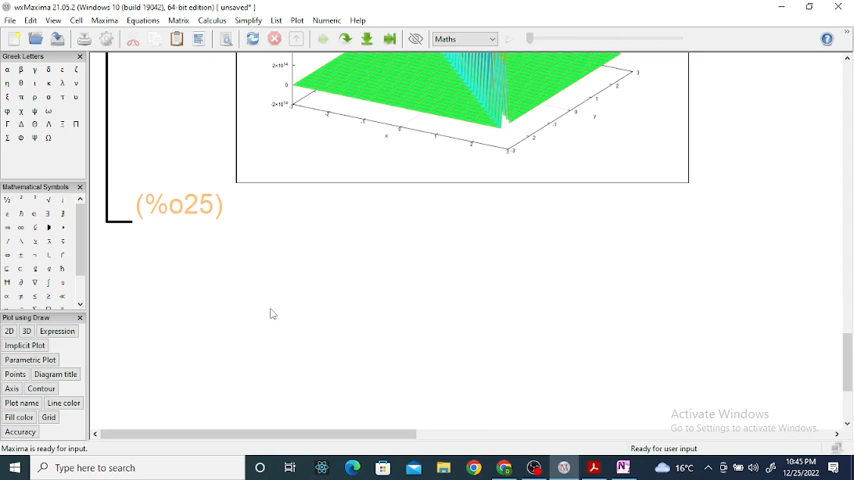 wxMaxima 21.05.2 (Windows 10 (build 19042), 64-bit edition) [ unsaved* ]
File Edit View Cell Maxima Equations Matrix Calculus Simplify List Plot Numeric Help
Maths
Greek Letters
α β γ δ ε ζ
η θ ι κ λ ν
ξ π ρ σ τ υ
φ χ ψ ω
Γ Δ Θ Λ Ξ Π
Σ Φ Ψ Ω
Mathematical Symbols
Plot using Draw
2D 3D Expression
Implicit Plot
Parametric Plot
Points Diagram title
Axis Contour
Plot name Line color
Fill color Grid
Accuracy
0
x
y
(%o25)
Activate Windows
Go to Settings to activate Windows.
Maxima is ready for input.
Ready for user input
Type here to search
16°C
10:45 PM
12/25/2022